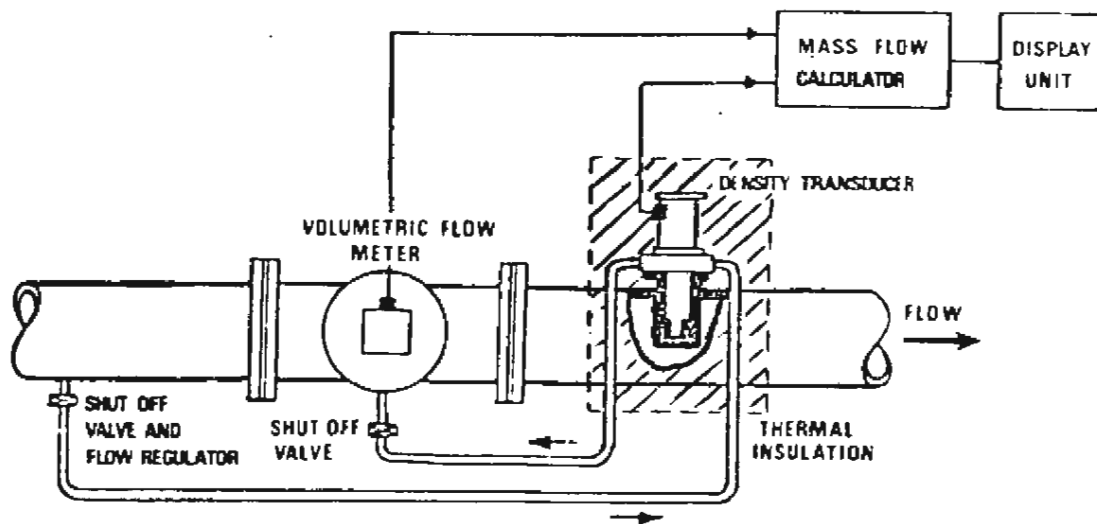 MASS FLOW
CALCULATOR
DISPLAY
UNIT
DENSITY TRANSDUCER
VOLUMETRIC FLOW
METER
FLOW
SHUT OFF
VALVE AND
FLOW REGULATOR
SHUT OFF
VALVE
THERMAL
INSULATION